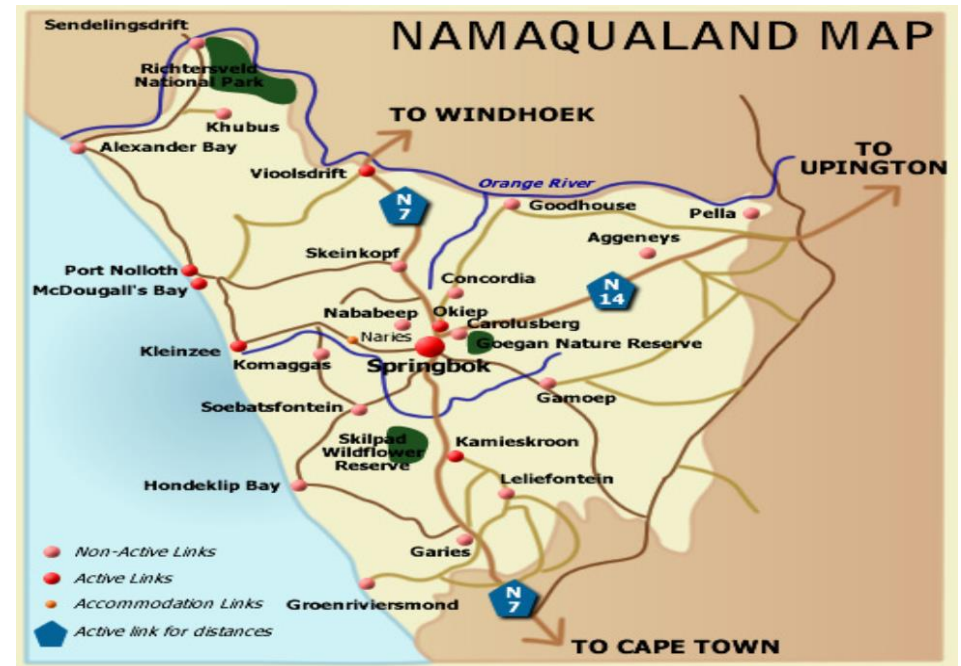 NAMAQUALAND MAP
Sendelingsdrift
Richtersveld
National Park
TO WINDHOEK
Khubus
Alexander Bay
TO
UPINGTON
Vioolsdrift
Orange River
N
7
Goodhouse
Pella
Aggeneys
Skeinkopf
Port Nolloth
McDougall's Bay
Concordia
N
14
Nababeep
Okiep
Carolusberg
Naries
Goegan Nature Reserve
Kleinzee
Komaggas
Springbok
Gamoep
Soebatsfontein
Skilpad
Wildflower
Reserve
Kamieskroon
Leliefontein
Hondeklip Bay
Garies
Non-Active Links
Active Links
Accommodation Links
Active link for distances
Groenriviersmond
N
7
TO CAPE TOWN